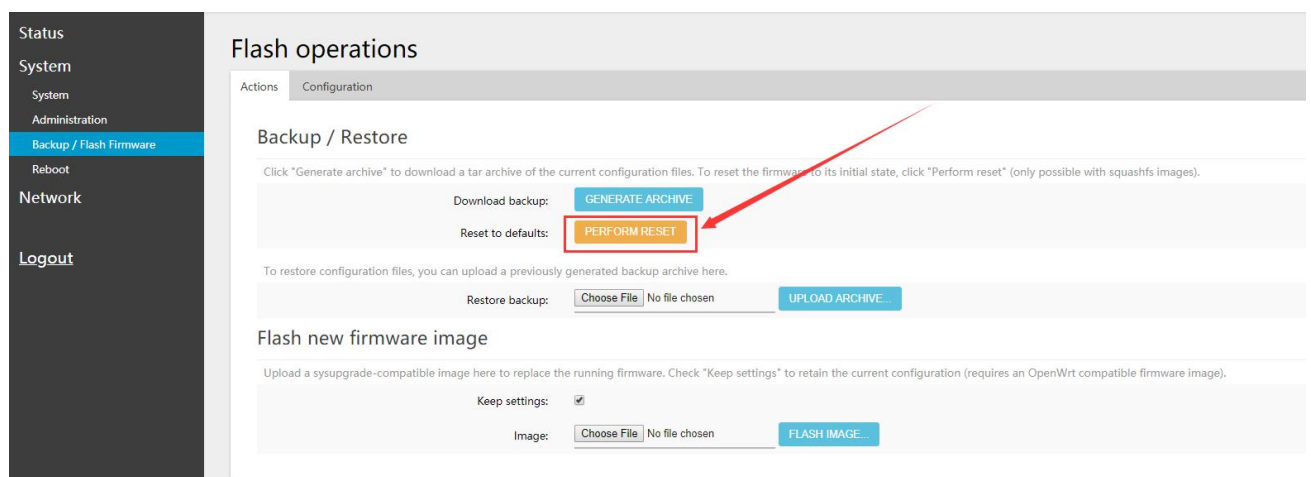 Status
System
System
Administration
Backup / Flash Firmware
Reboot
Network
Logout
Flash operations
Actions Configuration
Backup / Restore
Click "Generate archive" to download a tar archive of the current configuration files. To reset the firmware to its initial state, click "Perform reset" (only possible with squashfs images).
Download backup: GENERATE ARCHIVE
Reset to defaults: PERFORM RESET
To restore configuration files, you can upload a previously generated backup archive here.
Restore backup: Choose File No file chosen UPLOAD ARCHIVE...
Flash new firmware image
Upload a sysupgrade-compatible image here to replace the running firmware. Check "Keep settings" to retain the current configuration (requires an OpenWrt compatible firmware image).
Keep settings:
Image: Choose File No file chosen FLASH IMAGE...